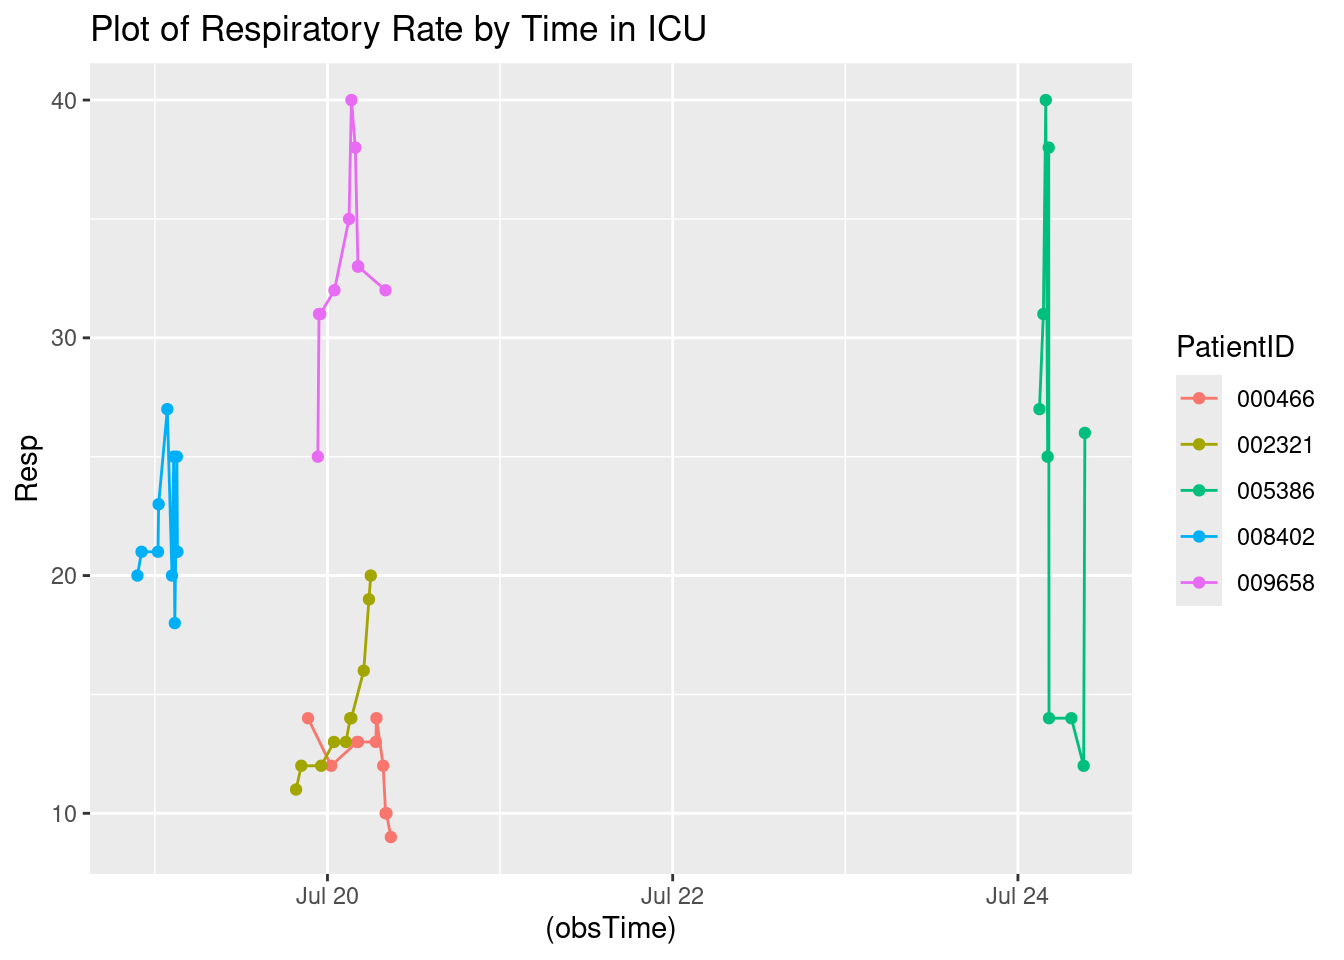 Plot of Respiratory Rate by Time in ICU
40
30
20
10
Resp
Jul 20
Jul 22
Jul 24
(obsTime)
PatientID
000466
002321
005386
008402
009658